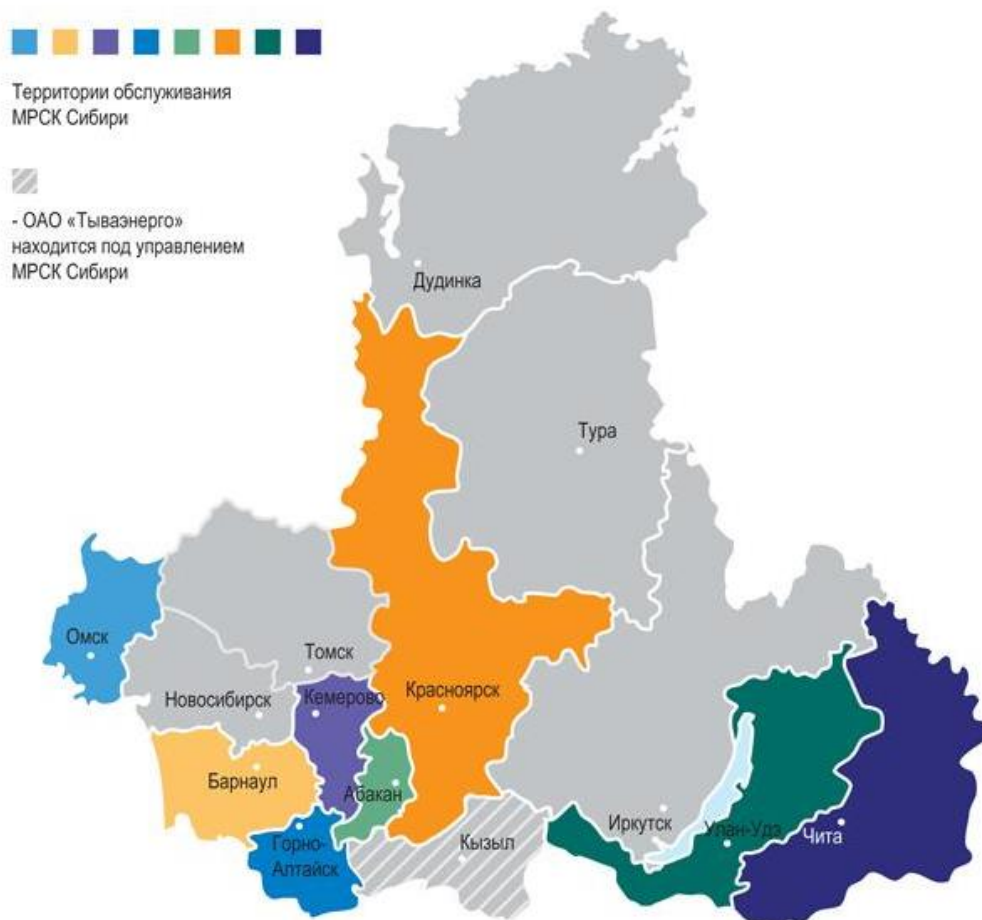 Территории обслуживания
МРСК Сибири
- ОАО «Тываэнерго»
находится под управлением
МРСК Сибири
Дудинка
Тура
Омск
Томск
Новосибирск
Кемерово
Красноярск
Барнаул
Абакан
Иркутск
Улан-Удэ
Чита
Кызыл
Горно-
Алтайск